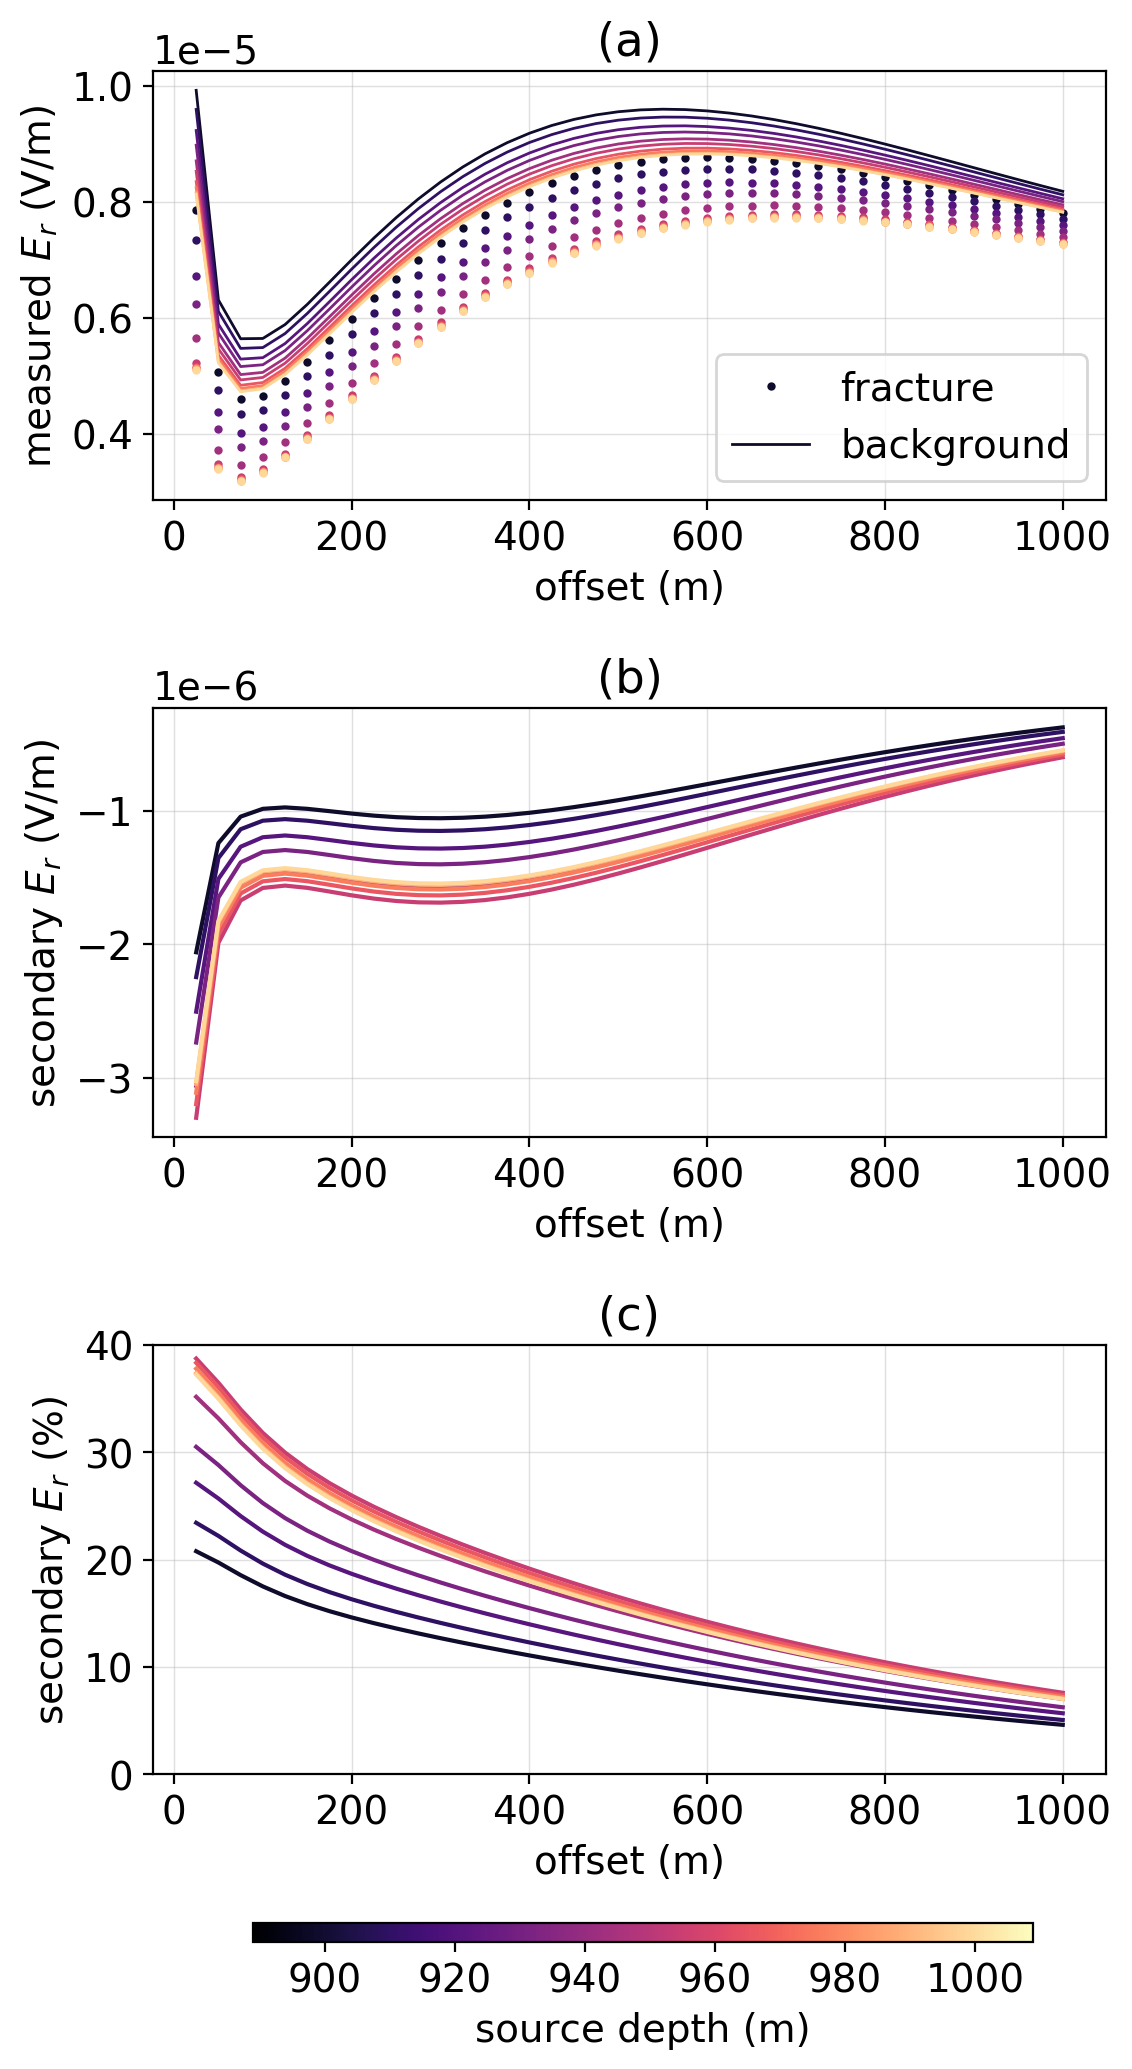 (a)
1e−5
measured E_r (V/m)
1.0
0.8
0.6
0.4
fracture
background
0 200 400 600 800 1000
offset (m)
(b)
1e−6
secondary E_r (V/m)
−1
−2
−3
0 200 400 600 800 1000
offset (m)
(c)
secondary E_r (%)
40
30
20
10
0
0 200 400 600 800 1000
offset (m)
900 920 940 960 980 1000
source depth (m)